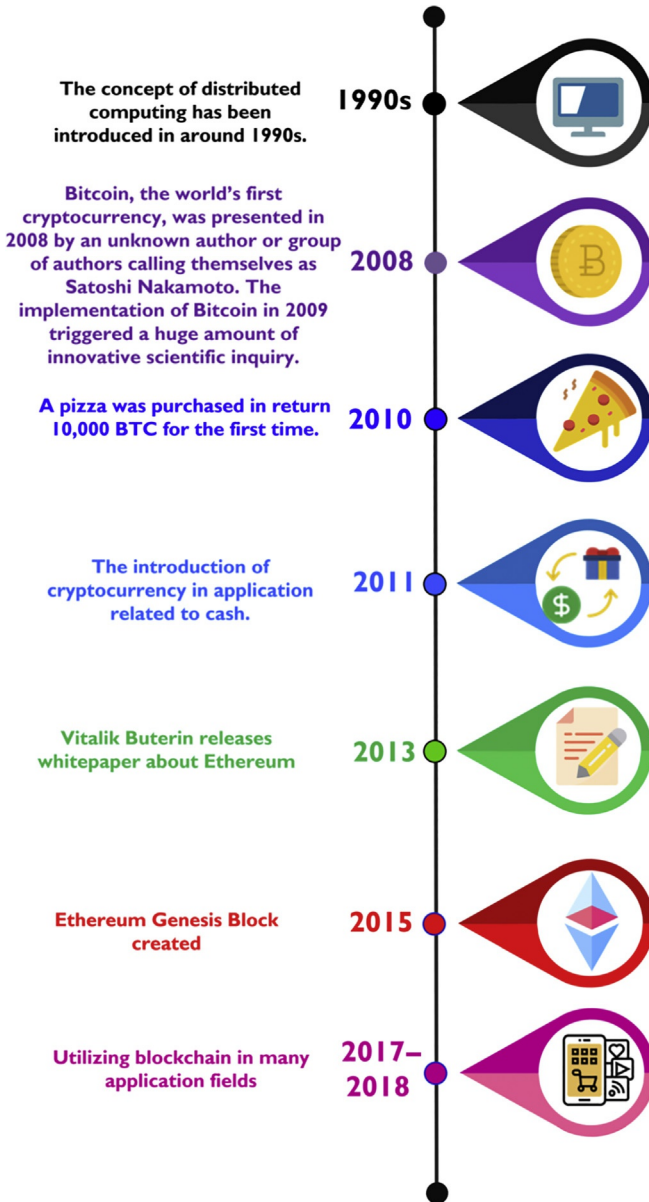 The concept of distributed
computing has been
introduced in around 1990s.
1990s
Bitcoin, the world's first
cryptocurrency, was presented in
2008 by an unknown author or group
of authors calling themselves as
Satoshi Nakamoto. The
implementation of Bitcoin in 2009
triggered a huge amount of
innovative scientific inquiry.
2008
A pizza was purchased in return
10,000 BTC for the first time.
2010
The introduction of
cryptocurrency in application
related to cash.
2011
Vitalik Buterin releases
whitepaper about Ethereum
2013
Ethereum Genesis Block
created
2015
Utilizing blockchain in many
application fields
2017–
2018